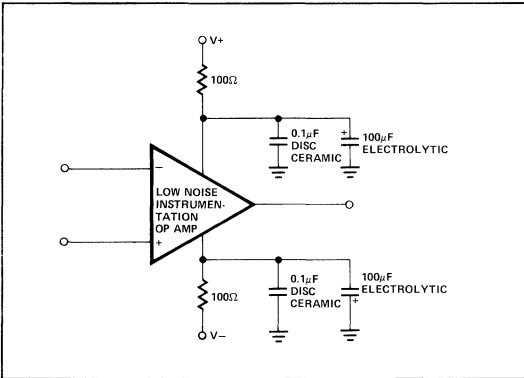 V+
100Ω
0.1μF
DISC
CERAMIC
+
100μF
ELECTROLYTIC
−
LOW NOISE
INSTRUMEN-
TATION
OP AMP
+
100Ω
0.1μF
DISC
CERAMIC
100μF
ELECTROLYTIC
+
V−